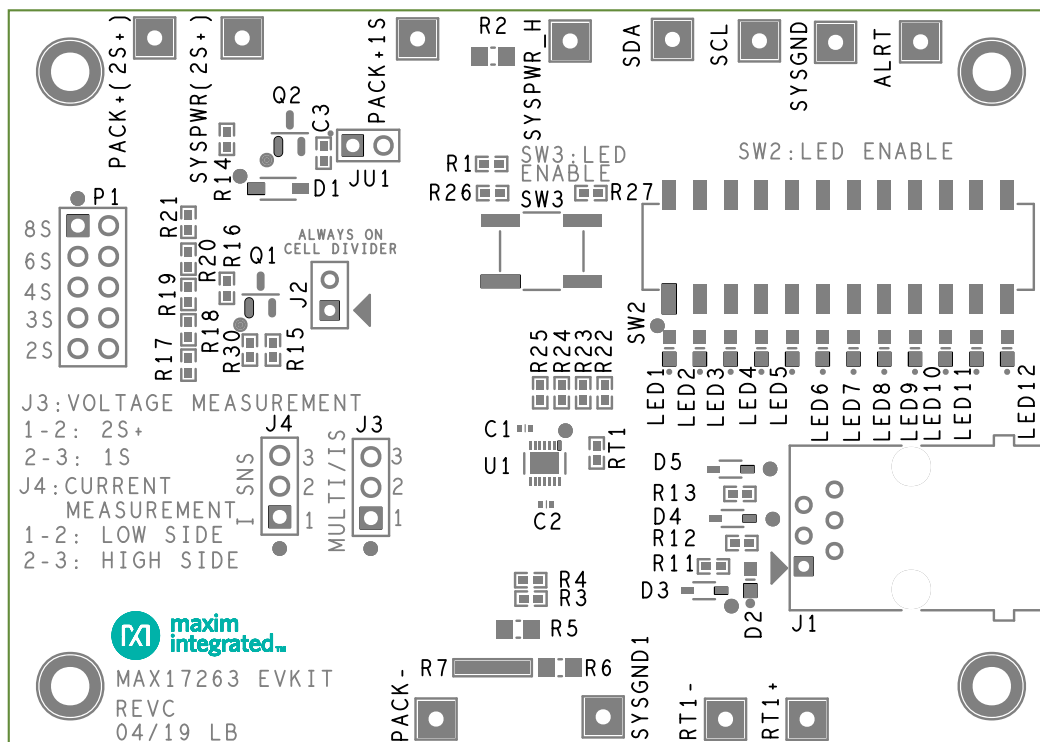 PACK+(2S+)
SYSPWR(2S+)
PACK+1S
R2
SYSPWR_H
SDA
SCL
SYSGND
ALRT
Q2
C3
R14
D1
JU1
R1
R26
SW3:LED
ENABLE
SW3
R27
SW2:LED ENABLE
P1
8S
6S
4S
3S
2S
R21
R20
R16
R19
R18
R17
R30
R15
Q1
ALWAYS ON
CELL DIVIDER
J2
SW2
R25
R24
R23
R22
LED1
LED2
LED3
LED4
LED5
LED6
LED7
LED8
LED9
LED10
LED11
LED12
J3:VOLTAGE MEASUREMENT
1-2: 2S+
2-3: 1S
J4:CURRENT
MEASUREMENT
1-2: LOW SIDE
2-3: HIGH SIDE
J4
I SNS
3
2
1
J3
MULTI/1S
3
2
1
C1
U1
RT1
C2
D5
R13
D4
R12
R11
D3
D2
J1
R4
R3
R5
R7
R6
maxim
integrated™
MAX17263 EVKIT
REVC
04/19 LB
PACK-
SYSGND1
RT1-
RT1+